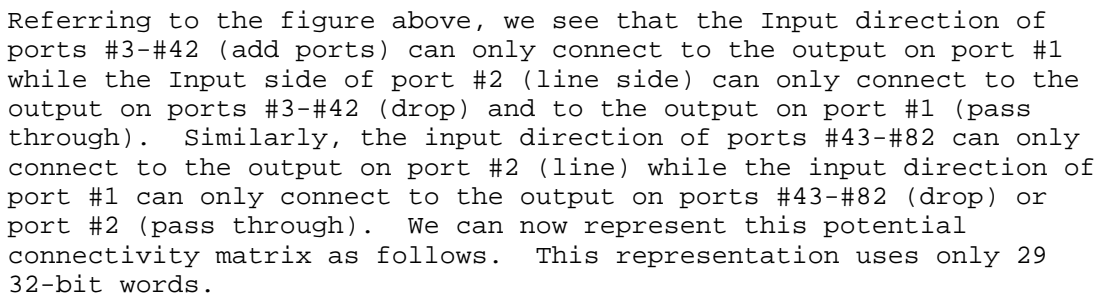 Referring to the figure above, we see that the Input direction of
ports #3-#42 (add ports) can only connect to the output on port #1
while the Input side of port #2 (line side) can only connect to the
output on ports #3-#42 (drop) and to the output on port #1 (pass
through).  Similarly, the input direction of ports #43-#82 can only
connect to the output on port #2 (line) while the input direction of
port #1 can only connect to the output on ports #43-#82 (drop) or
port #2 (pass through).  We can now represent this potential
connectivity matrix as follows.  This representation uses only 29
32-bit words.